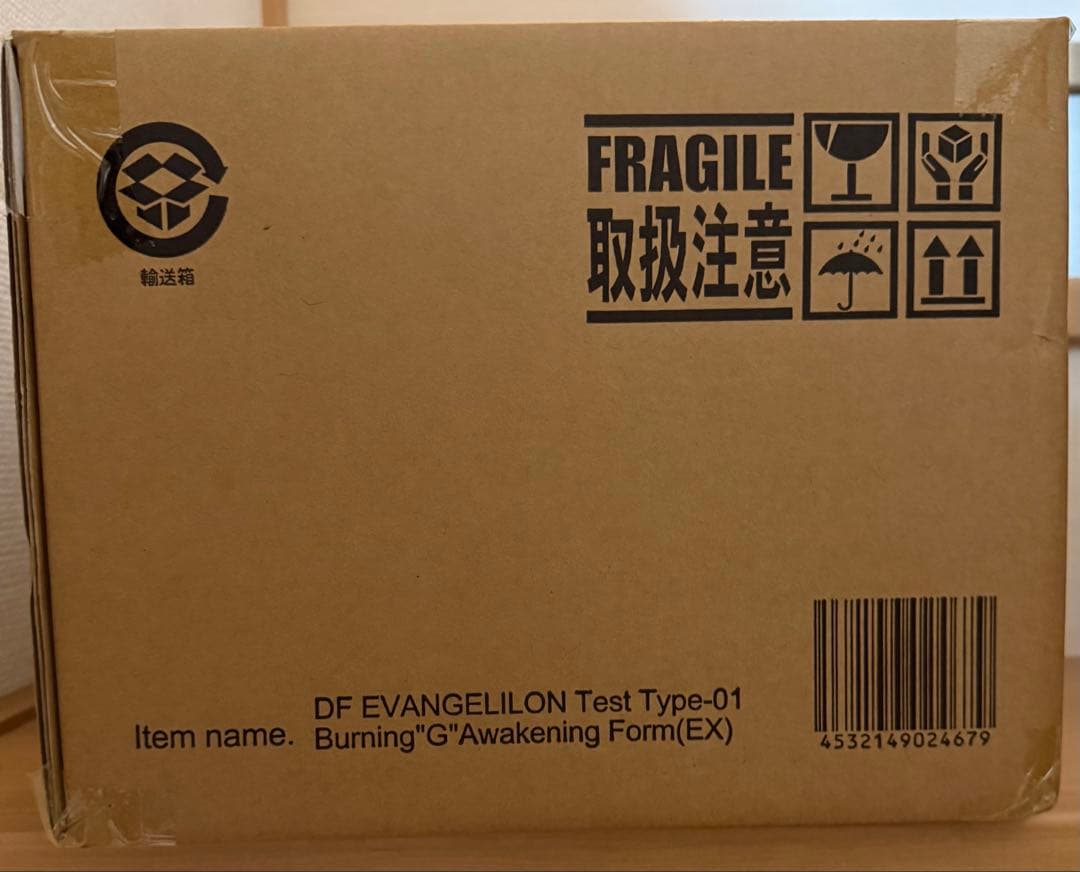 輸送箱
FRAGILE
取扱注意
Item name. DF EVANGELILON Test Type-01
Burning"G"Awakening Form(EX)
4532149024679